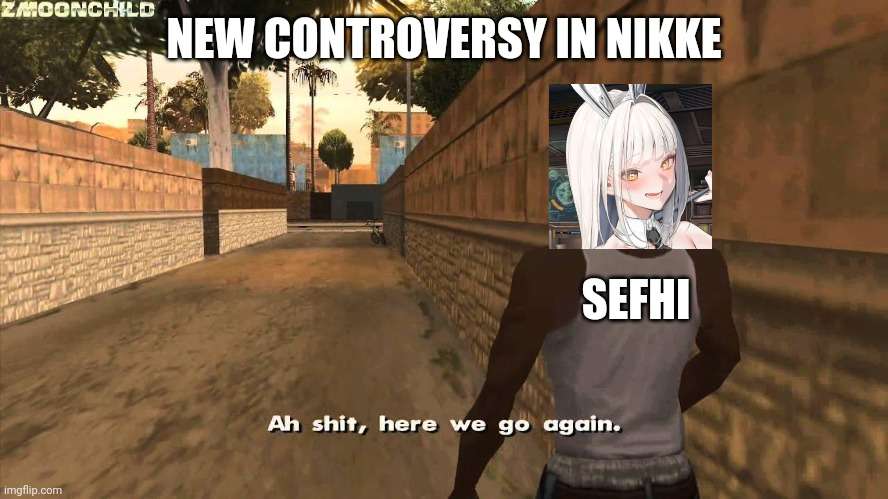 ZMOONCHILD
NEW CONTROVERSY IN NIKKE
SEFHI
Ah shit, here we go again.
imgflip.com